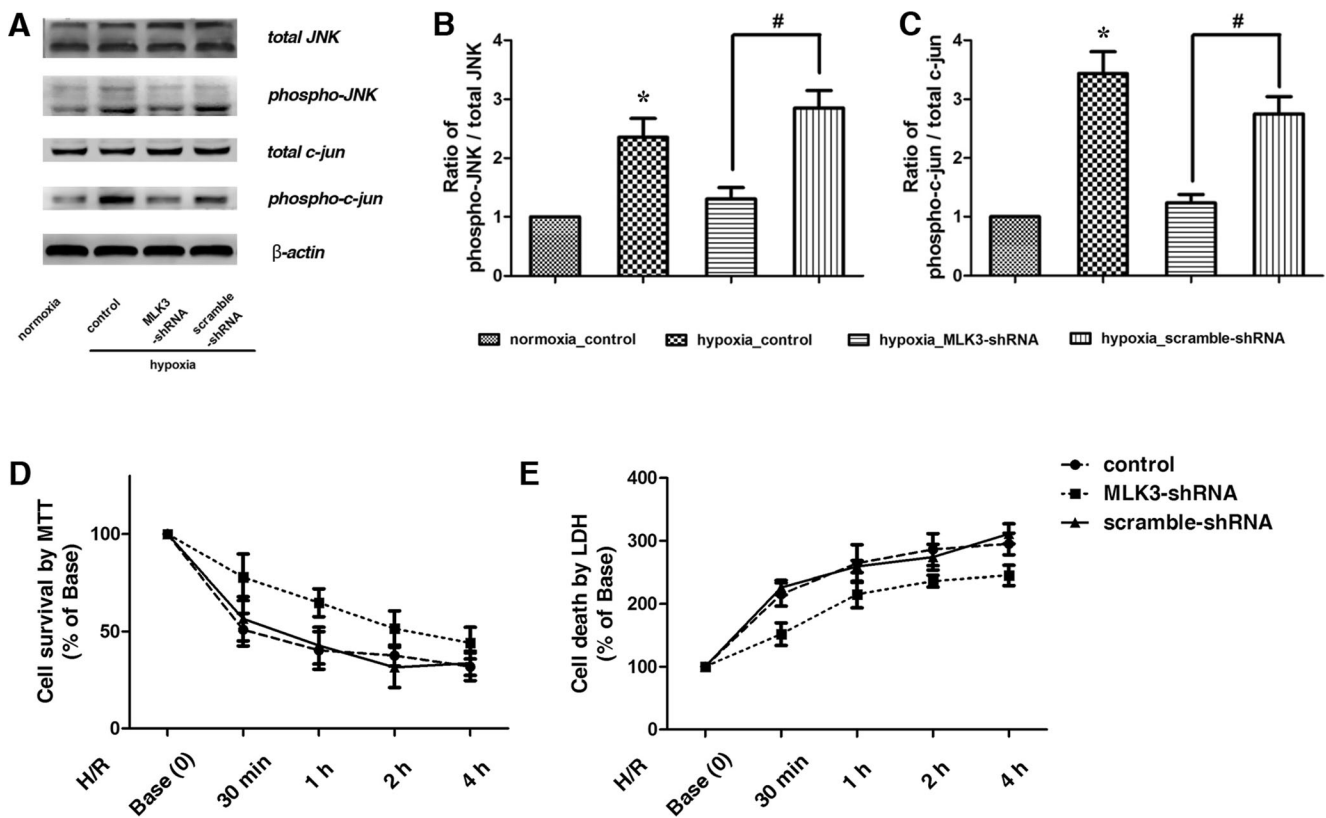 A
total JNK
phospho-JNK
total c-jun
phospho-c-jun
β-actin
normoxia
control
MLK3
-shRNA
scramble
-shRNA
hypoxia
B
Ratio of
phospho-JNK / total JNK
4
3
2
1
0
*
#
C
Ratio of
phospho-c-jun / total c-jun
4
3
2
1
0
*
#
normoxia_control
hypoxia_control
hypoxia_MLK3-shRNA
hypoxia_scramble-shRNA
D
Cell survival by MTT
(% of Base)
100
50
0
H/R
Base (0)
30 min
1 h
2 h
4 h
E
Cell death by LDH
(% of Base)
400
300
200
100
0
H/R
Base (0)
30 min
1 h
2 h
4 h
control
MLK3-shRNA
scramble-shRNA